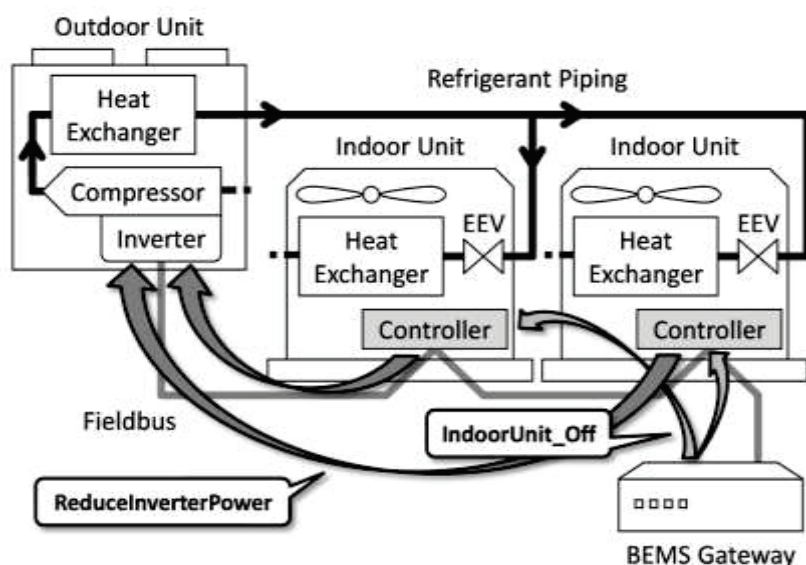 Outdoor Unit
Refrigerant Piping
Heat
Exchanger
Indoor Unit
Indoor Unit
Compressor
Inverter
EEV
EEV
Heat
Exchanger
Heat
Exchanger
Controller
Controller
Fieldbus
IndoorUnit_Off
ReduceInverterPower
BEMS Gateway